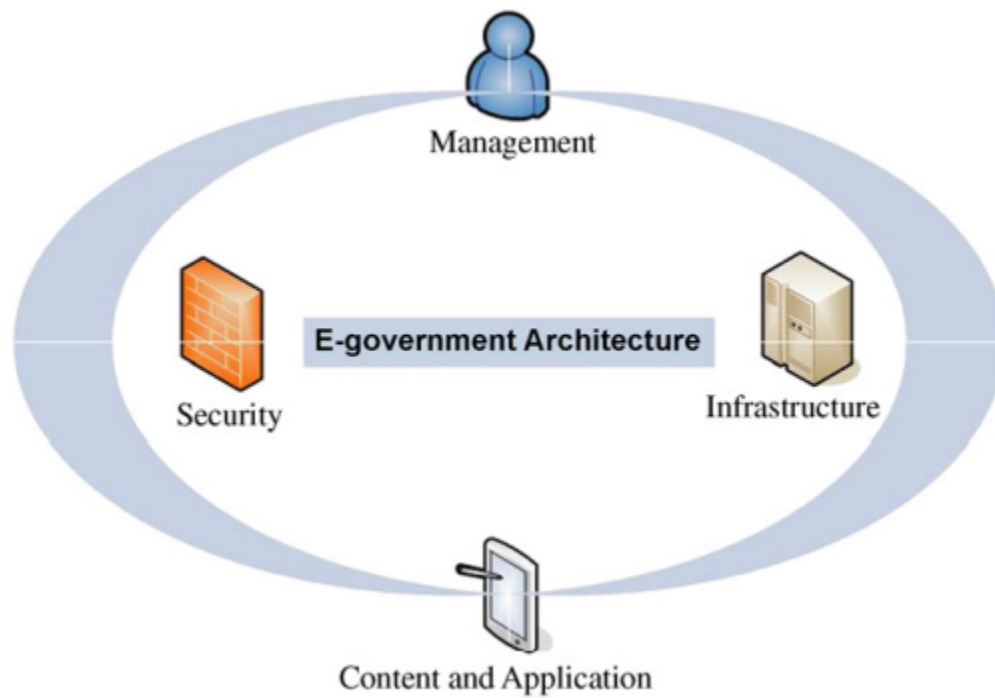 Management
E-government Architecture
Security
Infrastructure
Content and Application